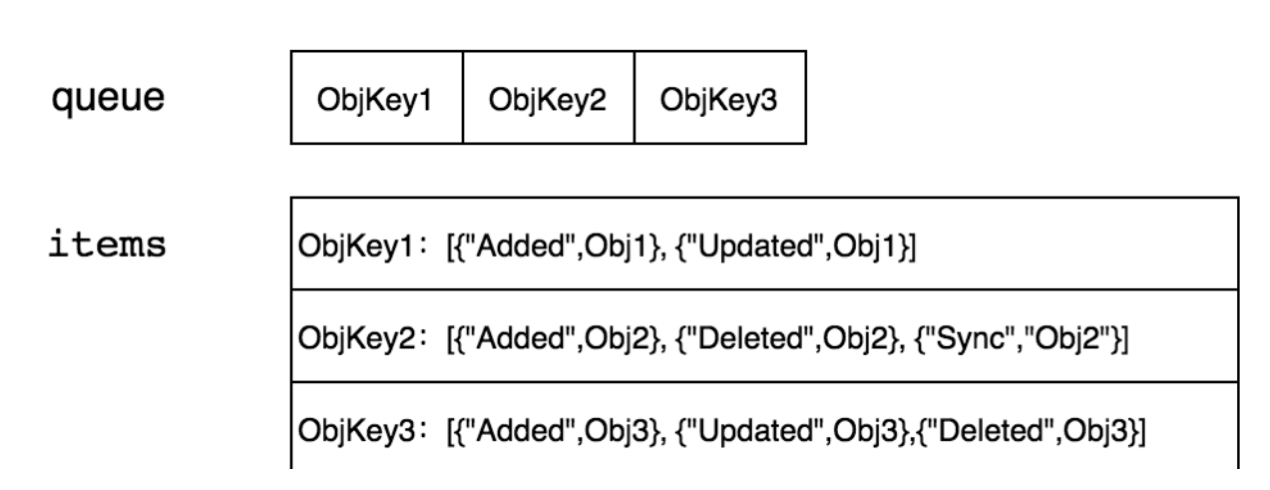 queue ObjKey1 ObjKey2 ObjKey3
items
ObjKey1: [{"Added",Obj1}, {"Updated",Obj1}]
ObjKey2: [{"Added",Obj2}, {"Deleted",Obj2}, {"Sync","Obj2"}]
ObjKey3: [{"Added",Obj3}, {"Updated",Obj3},{"Deleted",Obj3}]